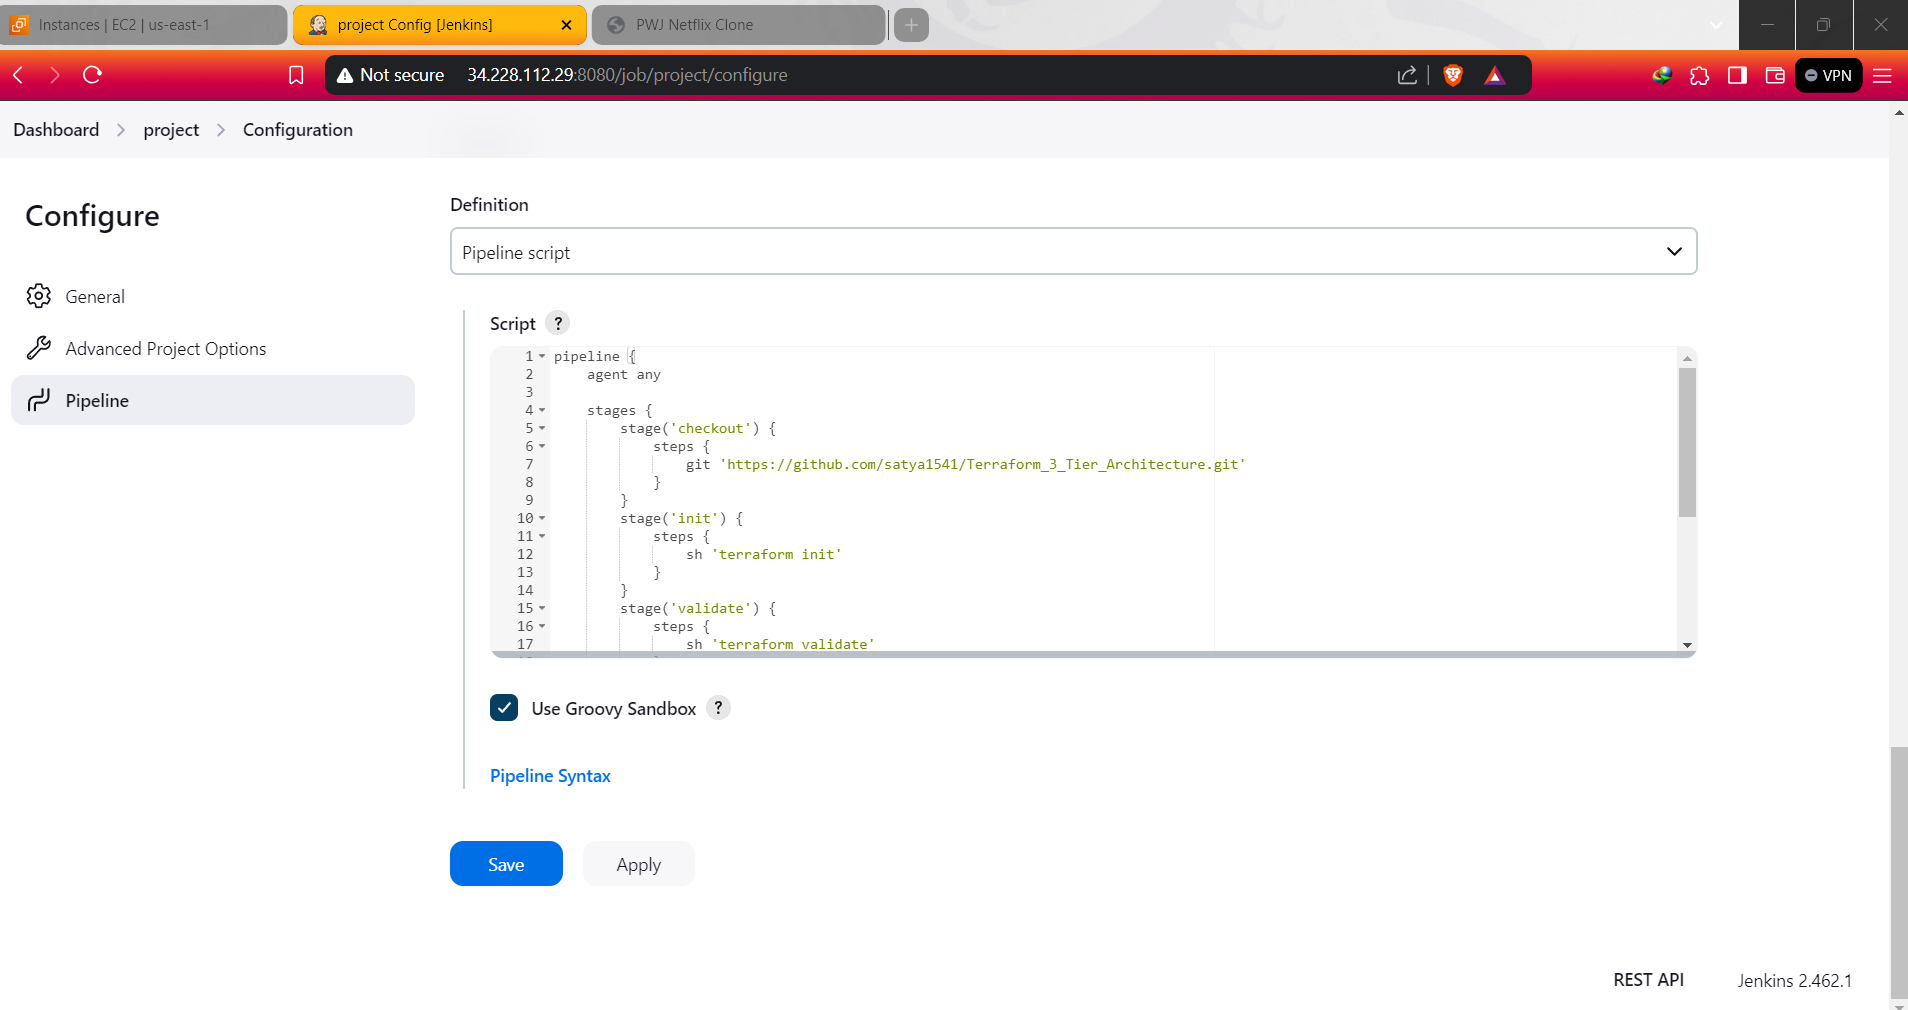 Instances | EC2 | us-east-1
project Config [Jenkins]
PWJ Netflix Clone
Not secure 34.228.112.29:8080/job/project/configure
VPN
Dashboard > project > Configuration
Configure
General
Advanced Project Options
Pipeline
Definition
Pipeline script
Script ?
1 pipeline {
2 agent any
3
4 stages {
5 stage('checkout') {
6 steps {
7 git 'https://github.com/satya1541/Terraform_3_Tier_Architecture.git'
8 }
9 }
10 stage('init') {
11 steps {
12 sh 'terraform init'
13 }
14 }
15 stage('validate') {
16 steps {
17 sh 'terraform validate'
Use Groovy Sandbox ?
Pipeline Syntax
Save
Apply
REST API
Jenkins 2.462.1